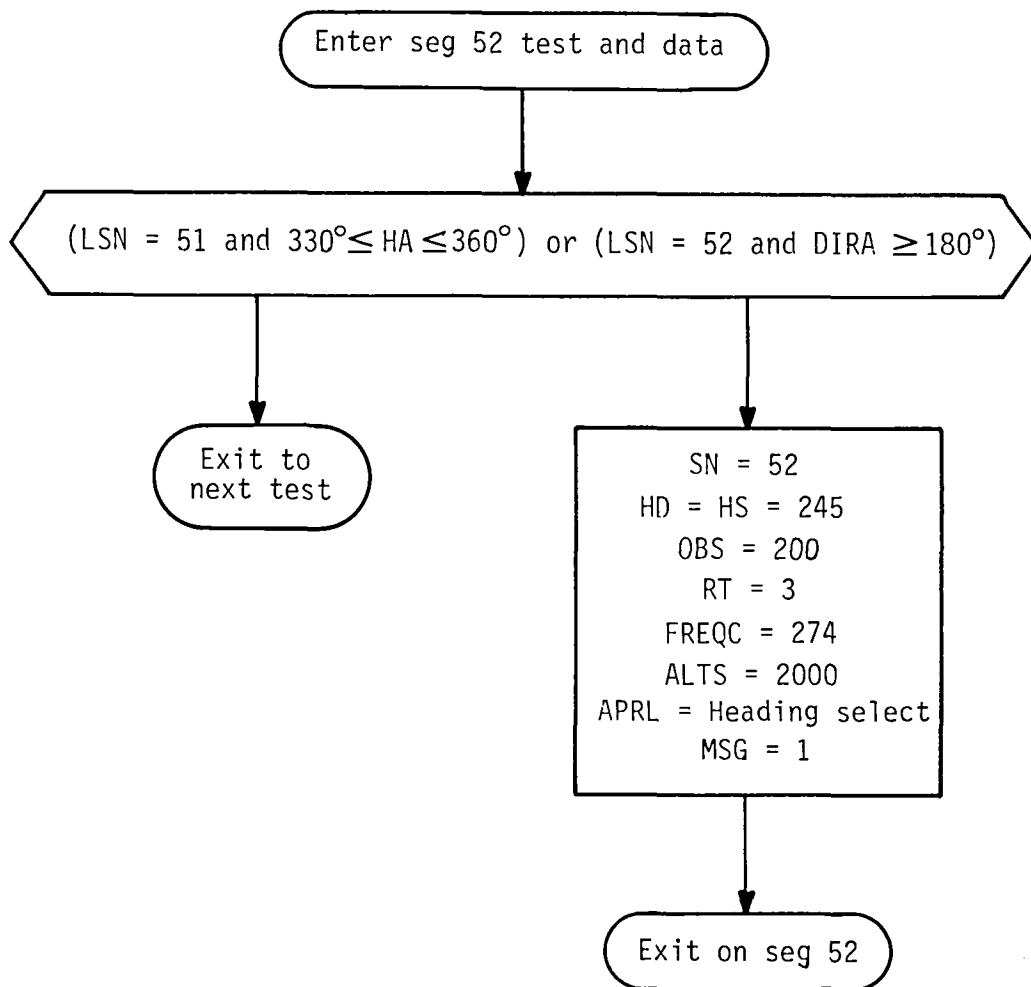 Enter seg 52 test and data
(LSN = 51 and 330°≤ HA ≤360°) or (LSN = 52 and DIRA ≥180°)
Exit to
next test
SN = 52
HD = HS = 245
OBS = 200
RT = 3
FREQC = 274
ALTS = 2000
APRL = Heading select
MSG = 1
Exit on seg 52